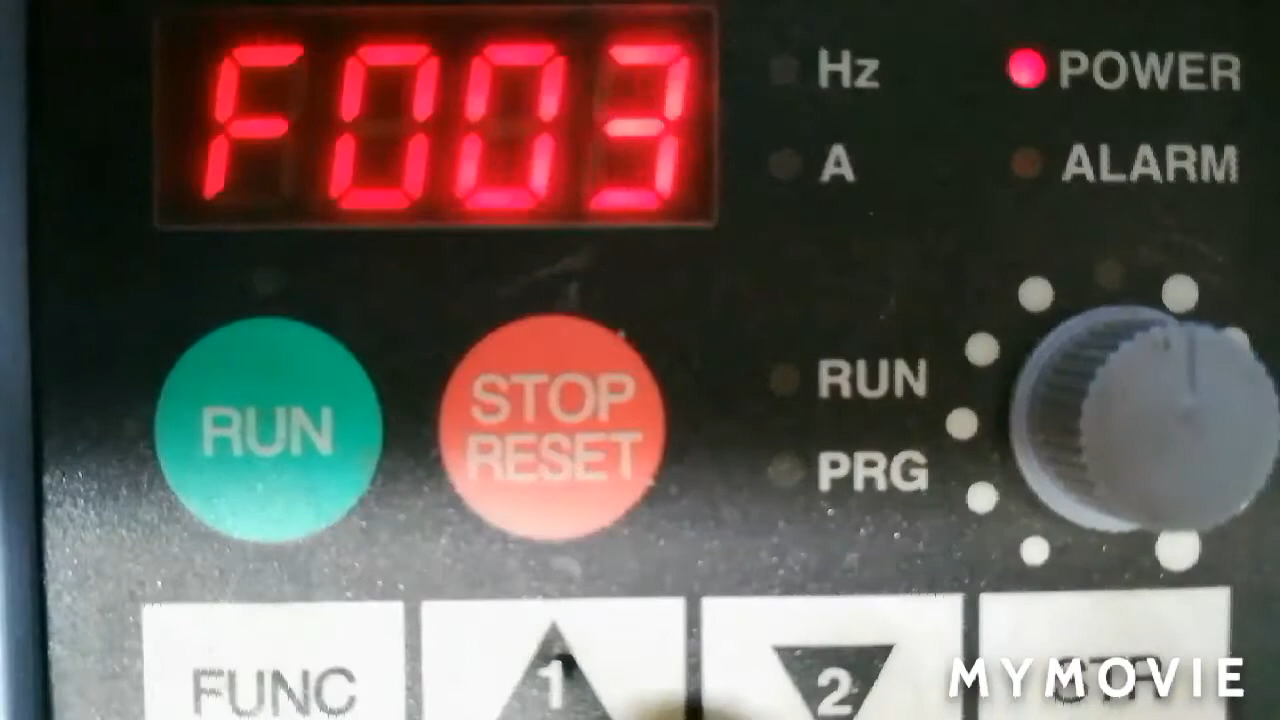 F003
Hz
POWER
A
ALARM
RUN
STOP
RESET
RUN
PRG
FUNC
1
2
MYMOVIE